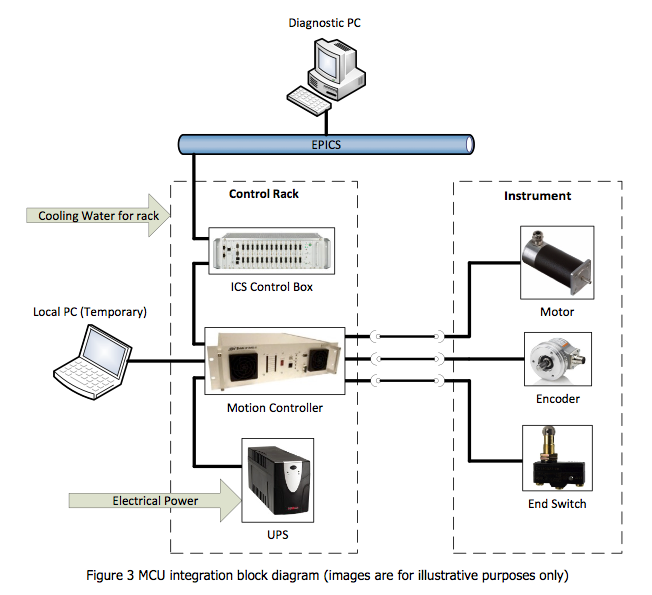 Diagnostic PC
EPICS
Control Rack
Instrument
Cooling Water for rack
ICS Control Box
Motor
Local PC (Temporary)
Motion Controller
Encoder
Electrical Power
End Switch
UPS
Figure 3 MCU integration block diagram (images are for illustrative purposes only)